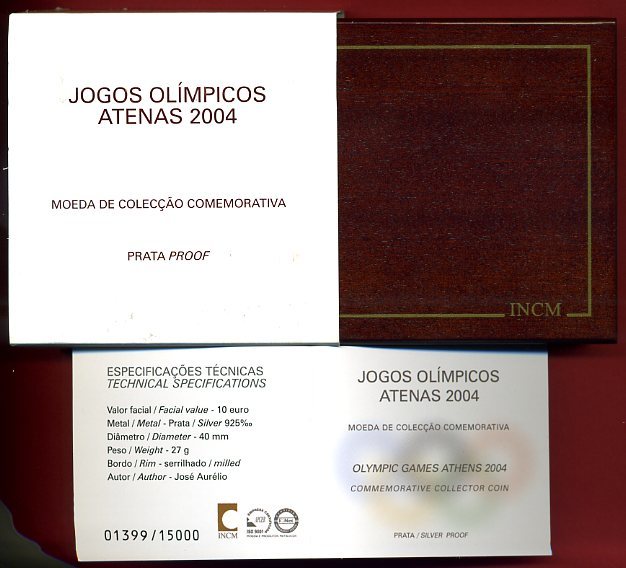 JOGOS OLÍMPICOS
ATENAS 2004
MOEDA DE COLECÇÃO COMEMORATIVA
PRATA PROOF
INCM
ESPECIFICAÇÕES TÉCNICAS
TECHNICAL SPECIFICATIONS
Valor facial / Facial value - 10 euro
Metal / Metal - Prata / Silver 925‰
Diâmetro / Diameter - 40 mm
Peso / Weight - 27 g
Bordo / Rim - serrilhado / milled
Autor / Author - José Aurélio
01399/15000
INCM
ISO 9001
JOGOS OLÍMPICOS
ATENAS 2004
MOEDA DE COLECÇÃO COMEMORATIVA
OLYMPIC GAMES ATHENS 2004
COMMEMORATIVE COLLECTOR COIN
PRATA / SILVER PROOF